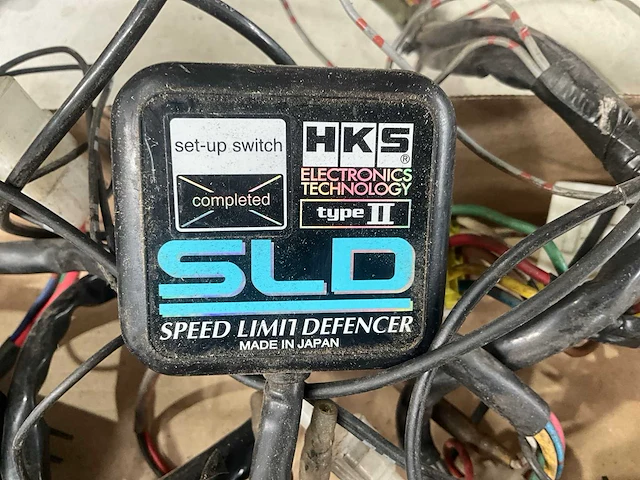 set-up switch
completed
HKS®
ELECTRONICS
TECHNOLOGY
type II
SLD
SPEED LIMIT DEFENCER
MADE IN JAPAN